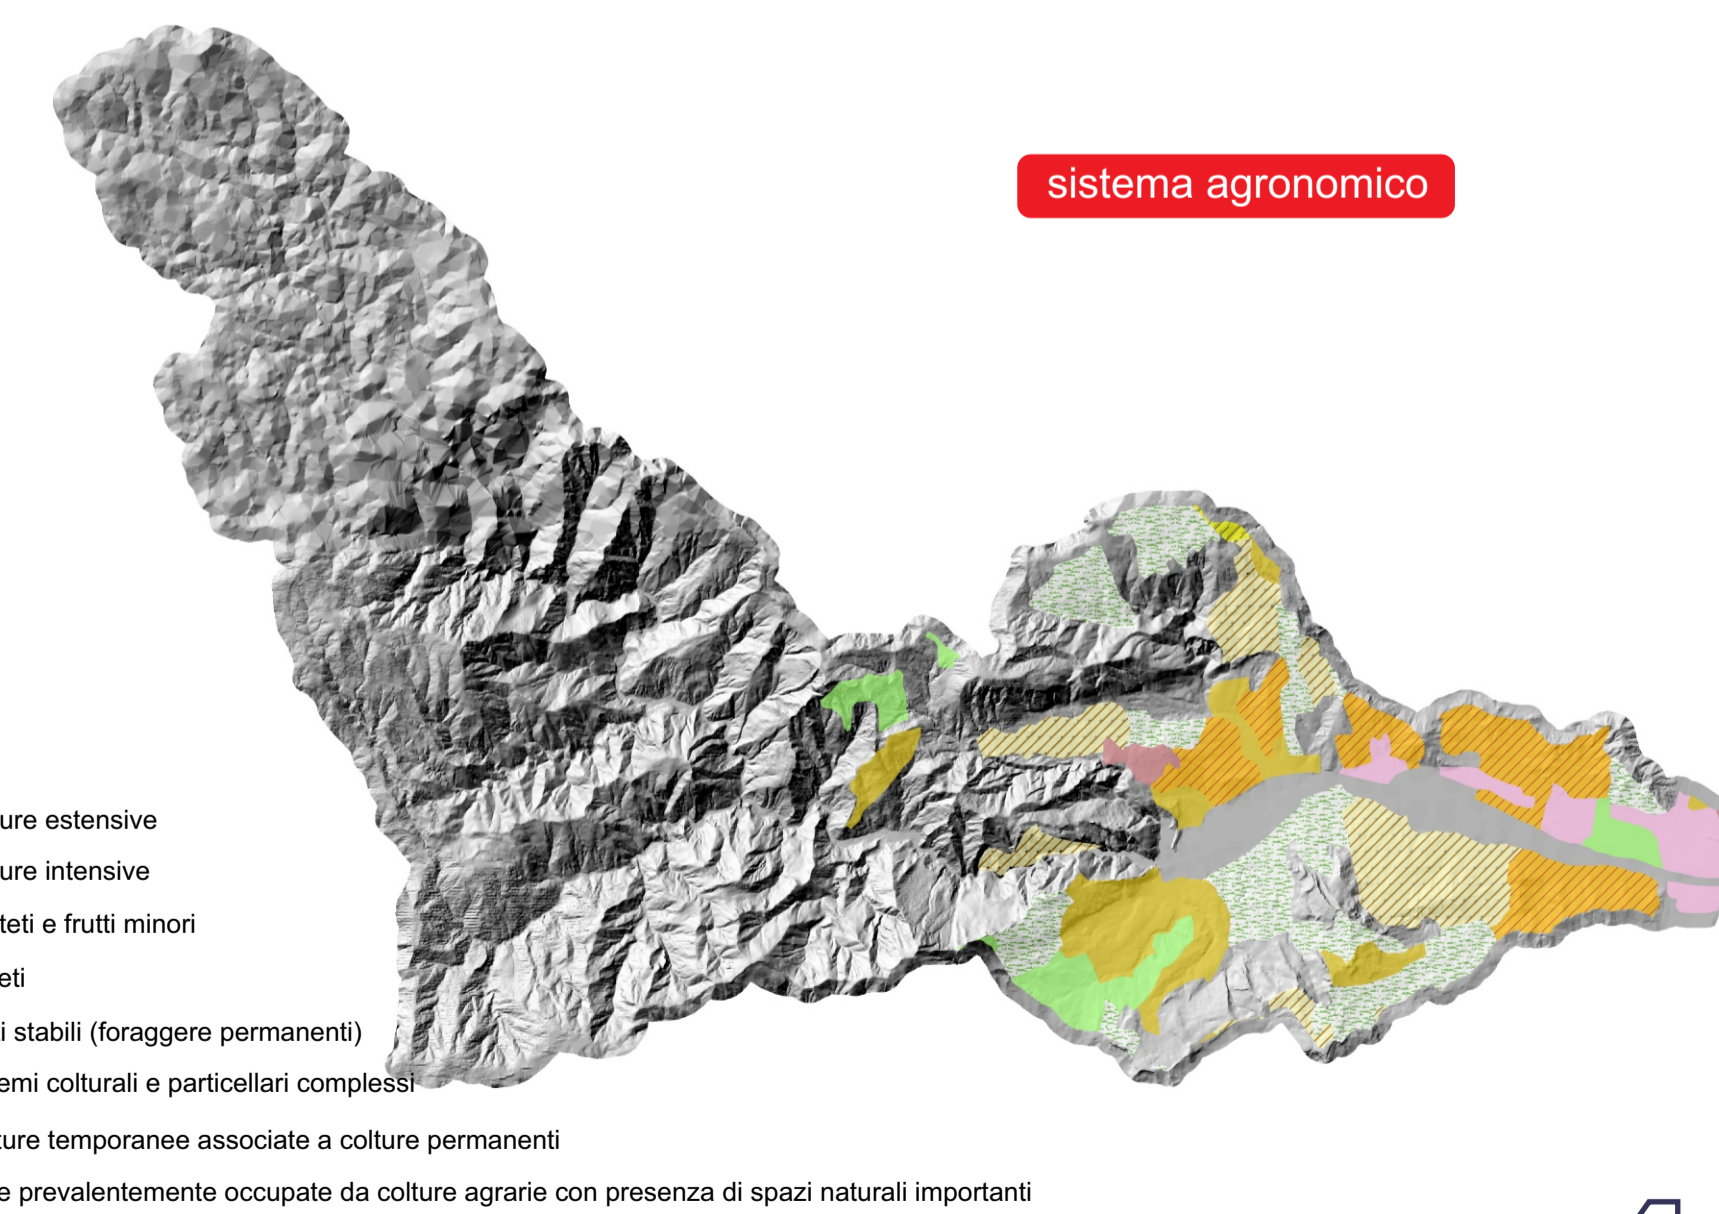 sistema agronomico
ure estensive
ure intensive
teti e frutti minori
eti
i stabili (foraggere permanenti)
emi colturali e particellari complessi
ture temporanee associate a colture permanenti
e prevalentemente occupate da colture agrarie con presenza di spazi naturali importanti